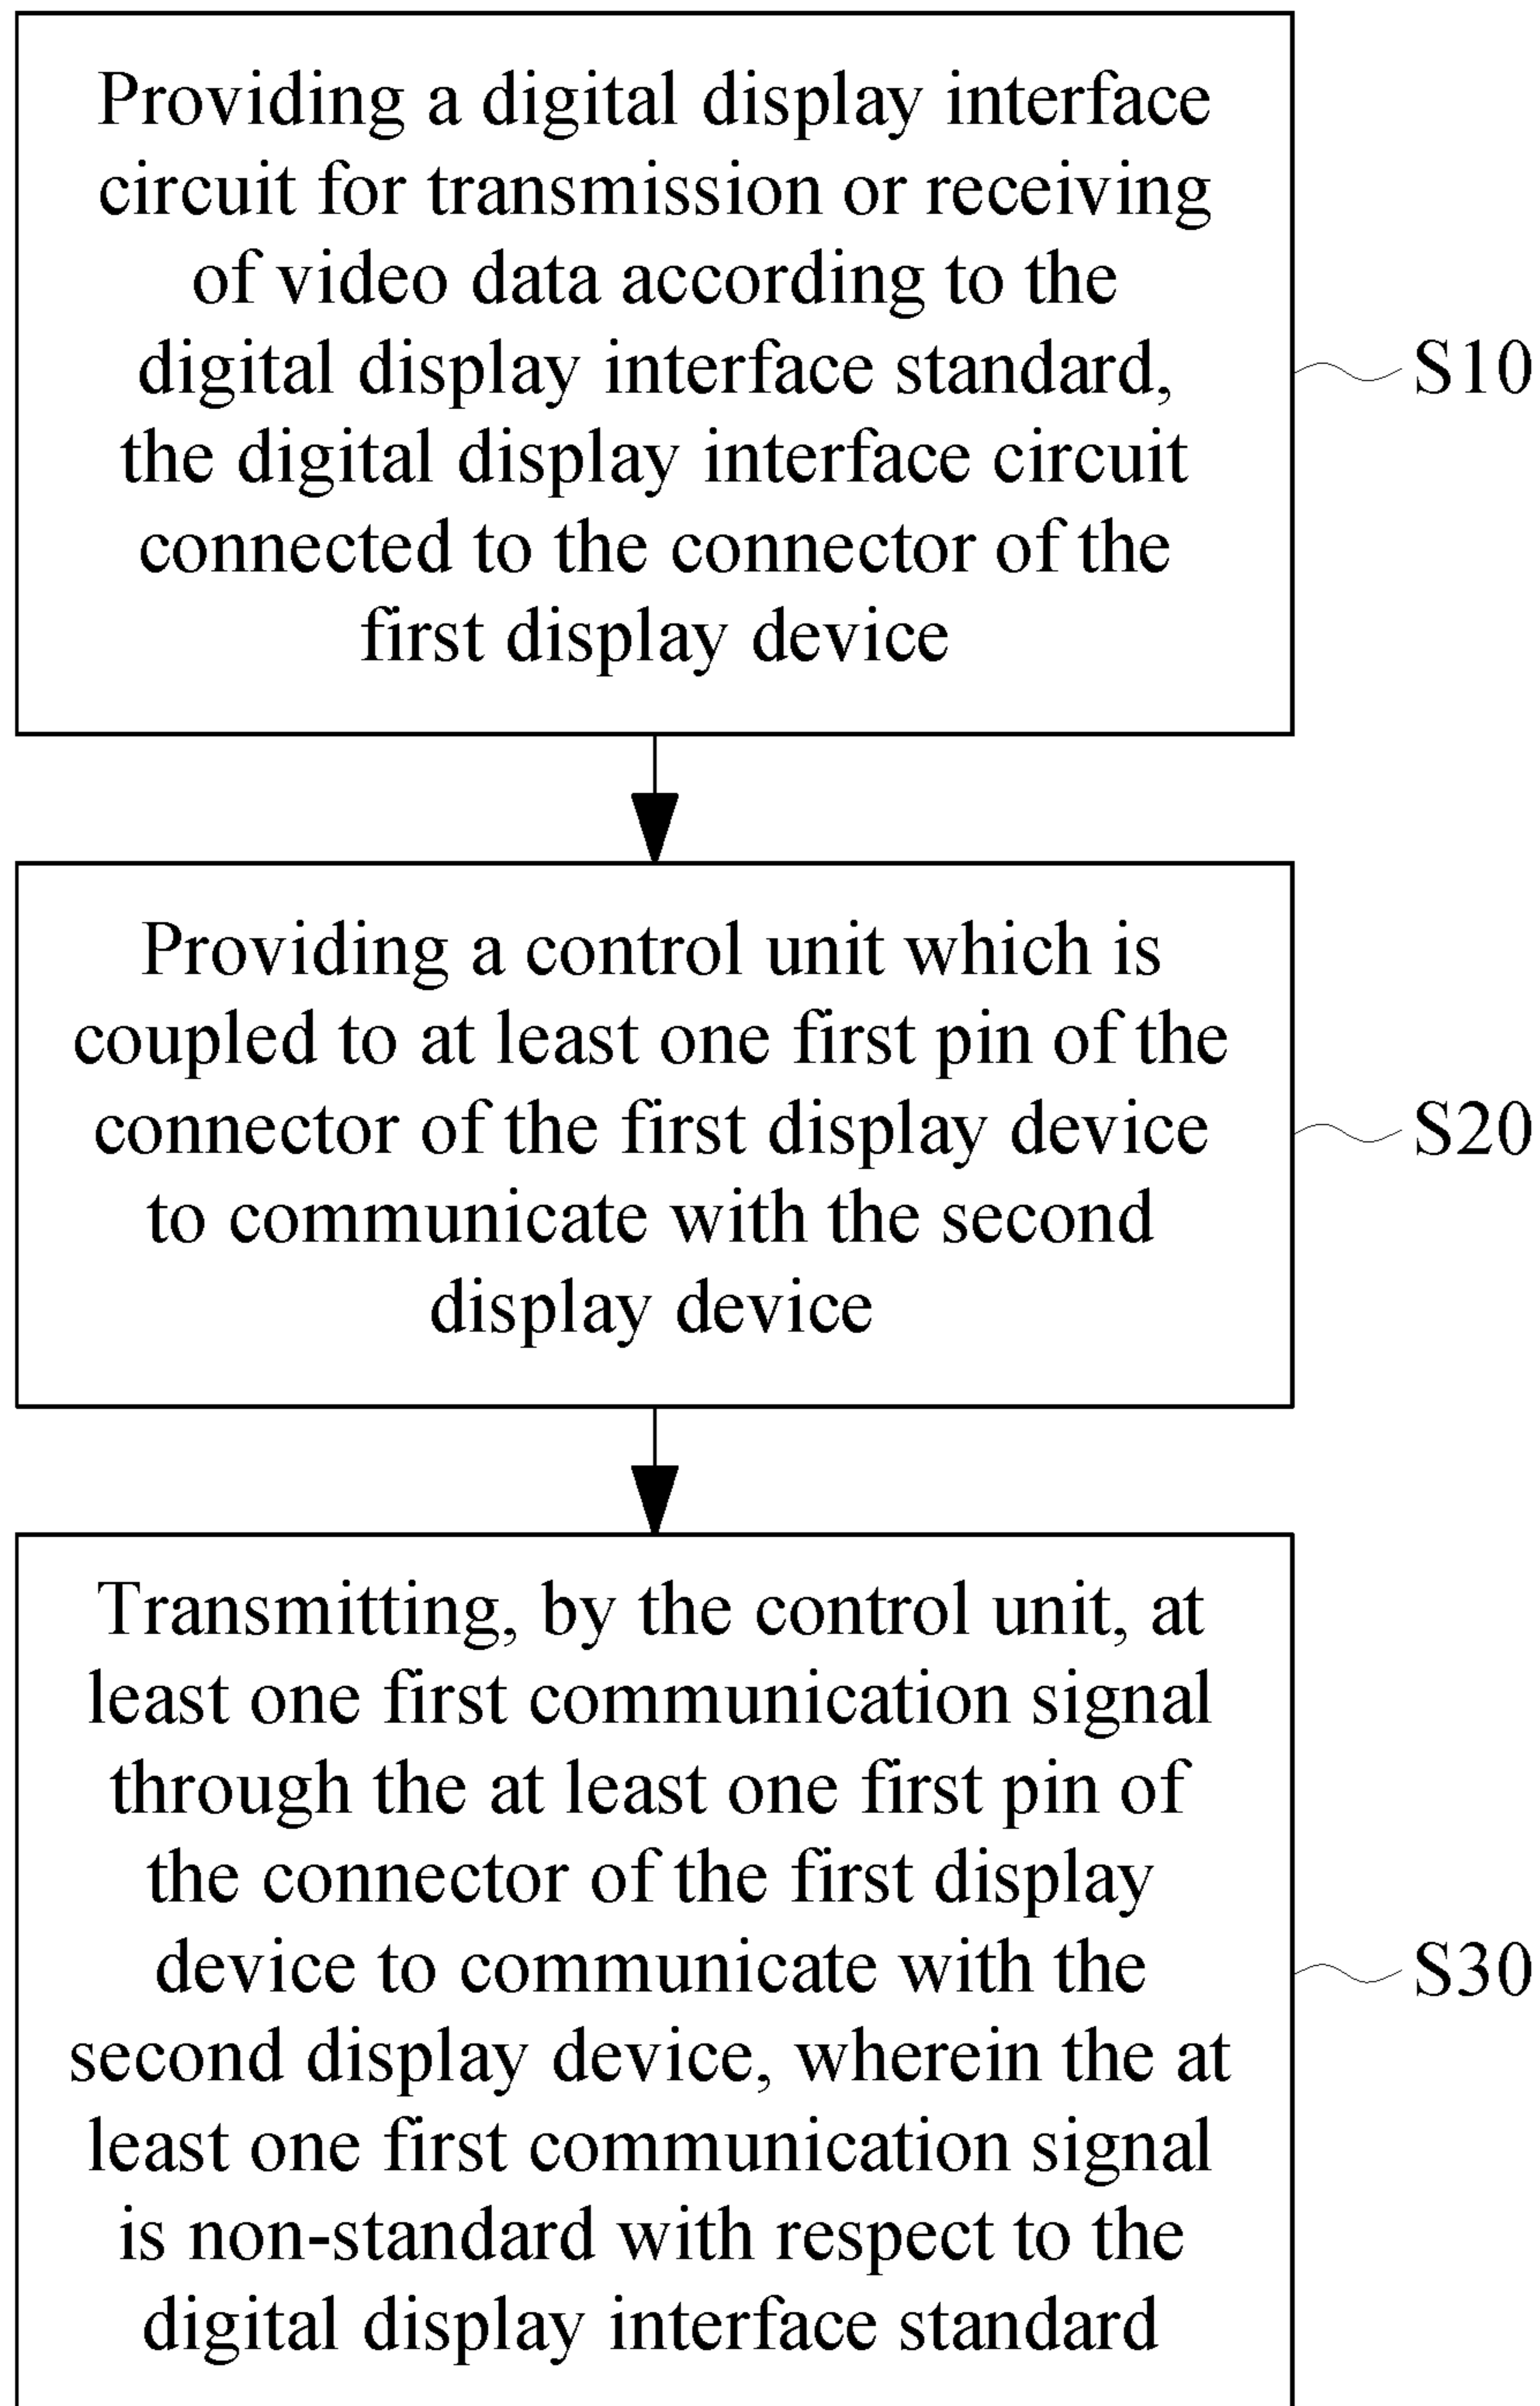 Providing a digital display interface
circuit for transmission or receiving
of video data according to the
digital display interface standard,
the digital display interface circuit
connected to the connector of the
first display device
S10
Providing a control unit which is
coupled to at least one first pin of the
connector of the first display device
to communicate with the second
display device
S20
Transmitting, by the control unit, at
least one first communication signal
through the at least one first pin of
the connector of the first display
device to communicate with the
second display device, wherein the at
least one first communication signal
is non-standard with respect to the
digital display interface standard
S30